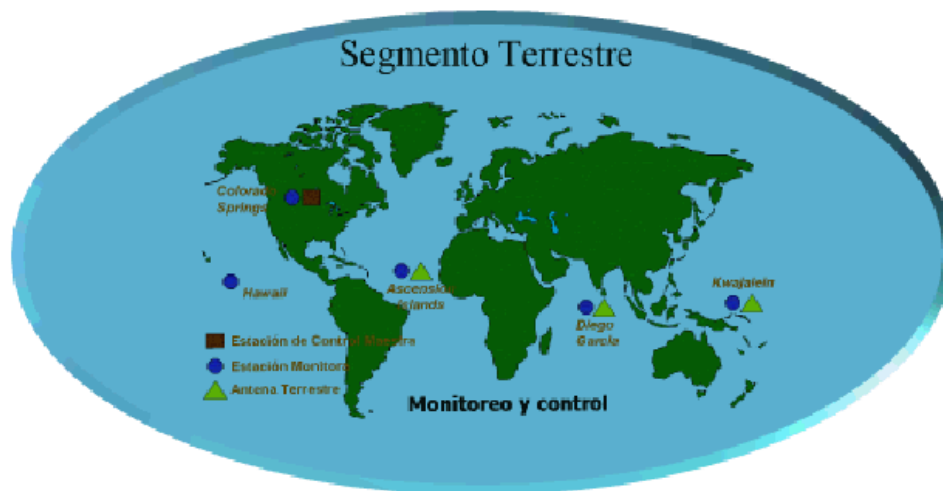 Segmento Terrestre
Colorado
Springs
Hawaii
Ascension
Islands
Diego
Garcia
Kwajalein
Estación de Control Maestra
Estación Monitora
Antena Terrestre
Monitoreo y control